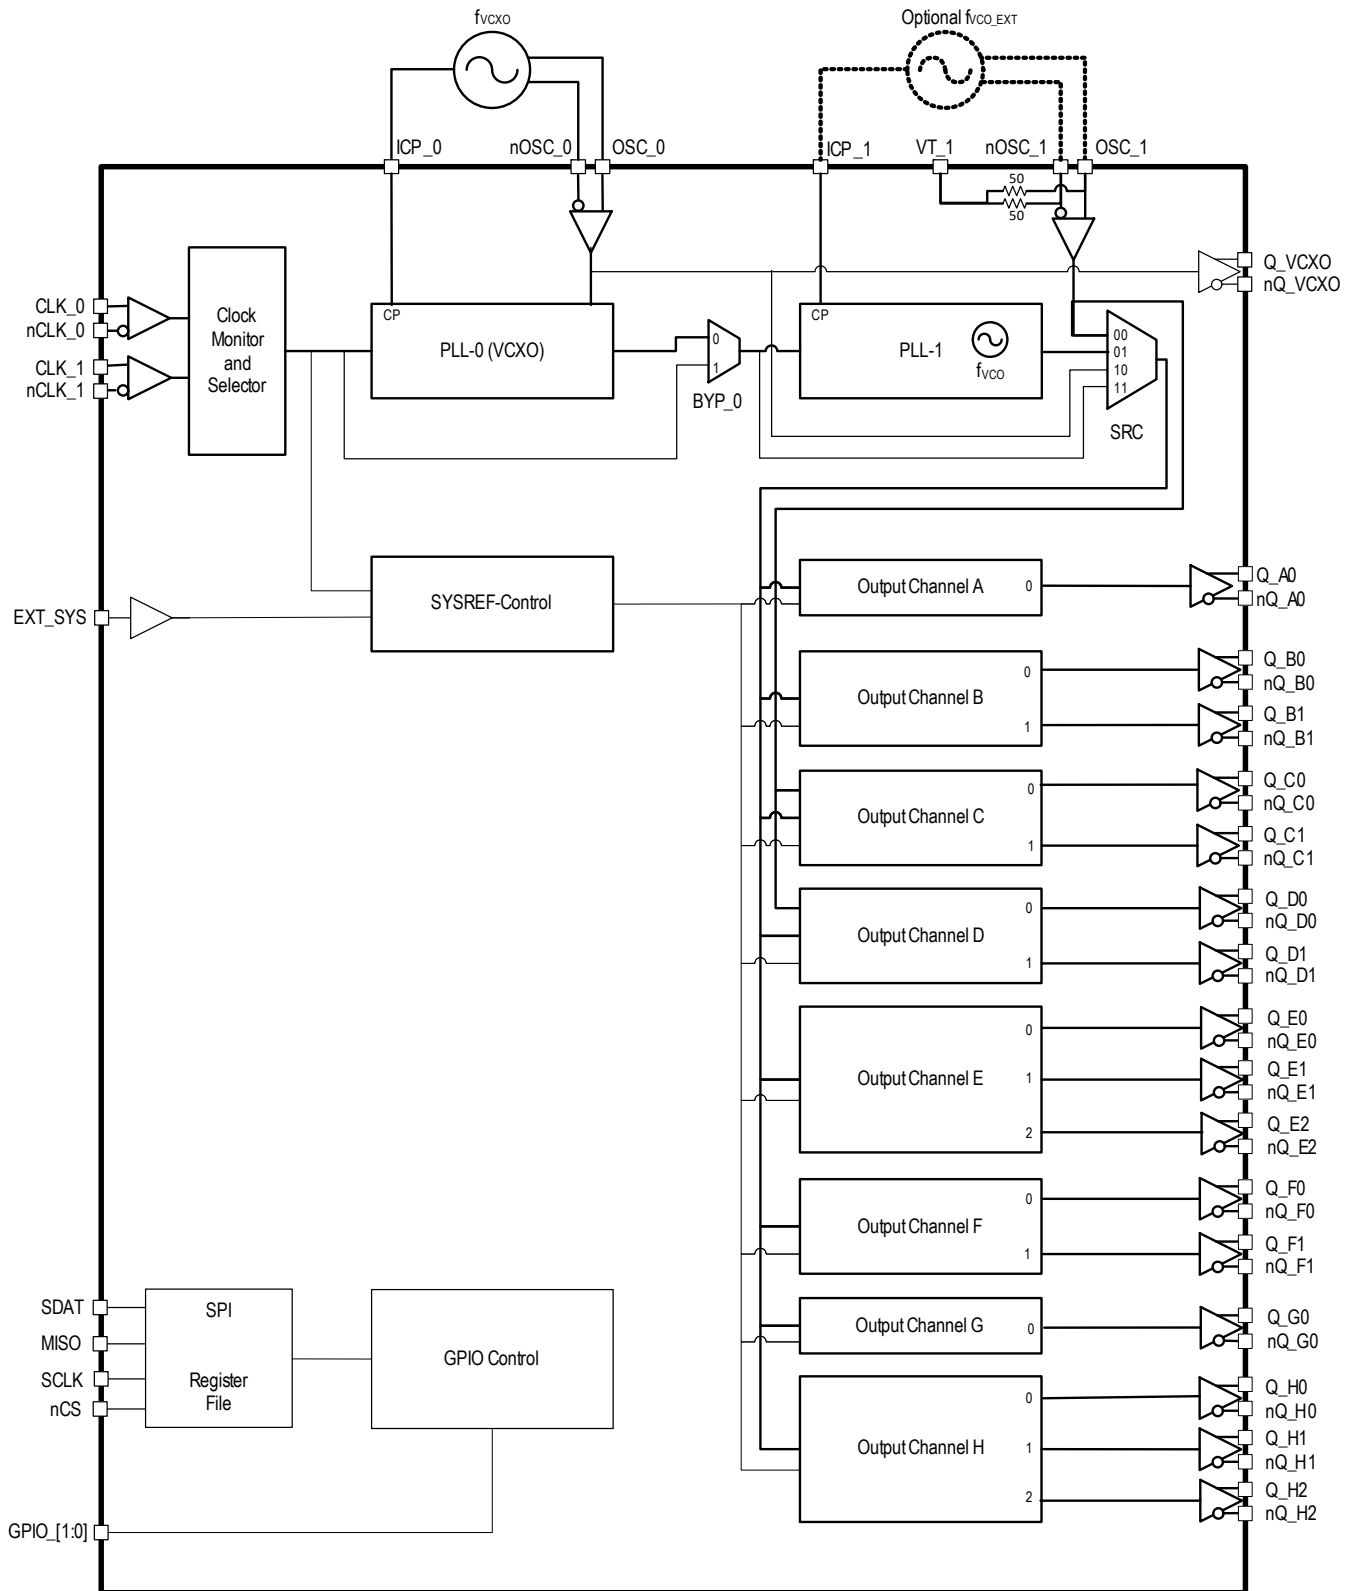 fVCXO
Optional fVCO_EXT
ICP_0
nOSC_0
OSC_0
ICP_1
VT_1
nOSC_1
OSC_1
50
50
Q_VCXO
nQ_VCXO
CLK_0
nCLK_0
CLK_1
nCLK_1
Clock
Monitor
and
Selector
CP
PLL-0 (VCXO)
0
1
BYP_0
CP
PLL-1
fVCO
00
01
10
11
SRC
EXT_SYS
SYSREF-Control
Output Channel A
0
Q_A0
nQ_A0
Output Channel B
0
1
Q_B0
nQ_B0
Q_B1
nQ_B1
Output Channel C
0
1
Q_C0
nQ_C0
Q_C1
nQ_C1
Output Channel D
0
1
Q_D0
nQ_D0
Q_D1
nQ_D1
Output Channel E
0
1
2
Q_E0
nQ_E0
Q_E1
nQ_E1
Q_E2
nQ_E2
Output Channel F
0
1
Q_F0
nQ_F0
Q_F1
nQ_F1
Output Channel G
0
Q_G0
nQ_G0
Output Channel H
0
1
2
Q_H0
nQ_H0
Q_H1
nQ_H1
Q_H2
nQ_H2
SDAT
MISO
SCLK
nCS
SPI
Register
File
GPIO Control
GPIO_[1:0]